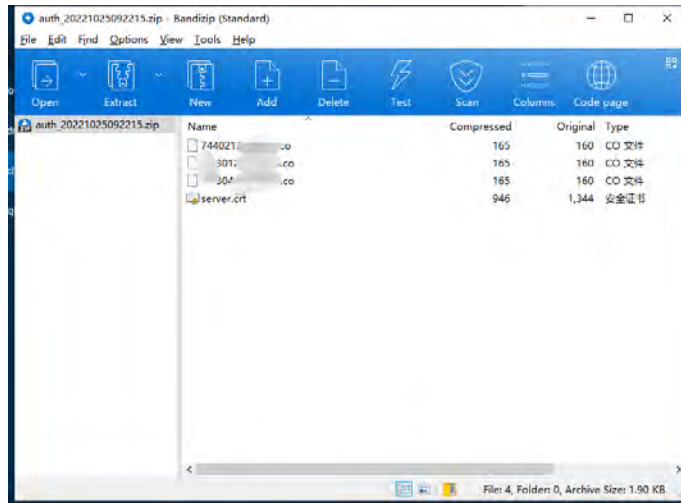 auth_20221025092215.zip - Bandizip (Standard)
File Edit Find Options View Tools Help
Open Extract New Add Delete Test Scan Columns Code page
auth_20221025092215.zip
Name Compressed Original Type
165 160 CO 文件
.co 165 160 CO 文件
.co 165 160 CO 文件
server.crt 946 1,344 安全证书
File: 4, Folder: 0, Archive Size: 1.90 KB